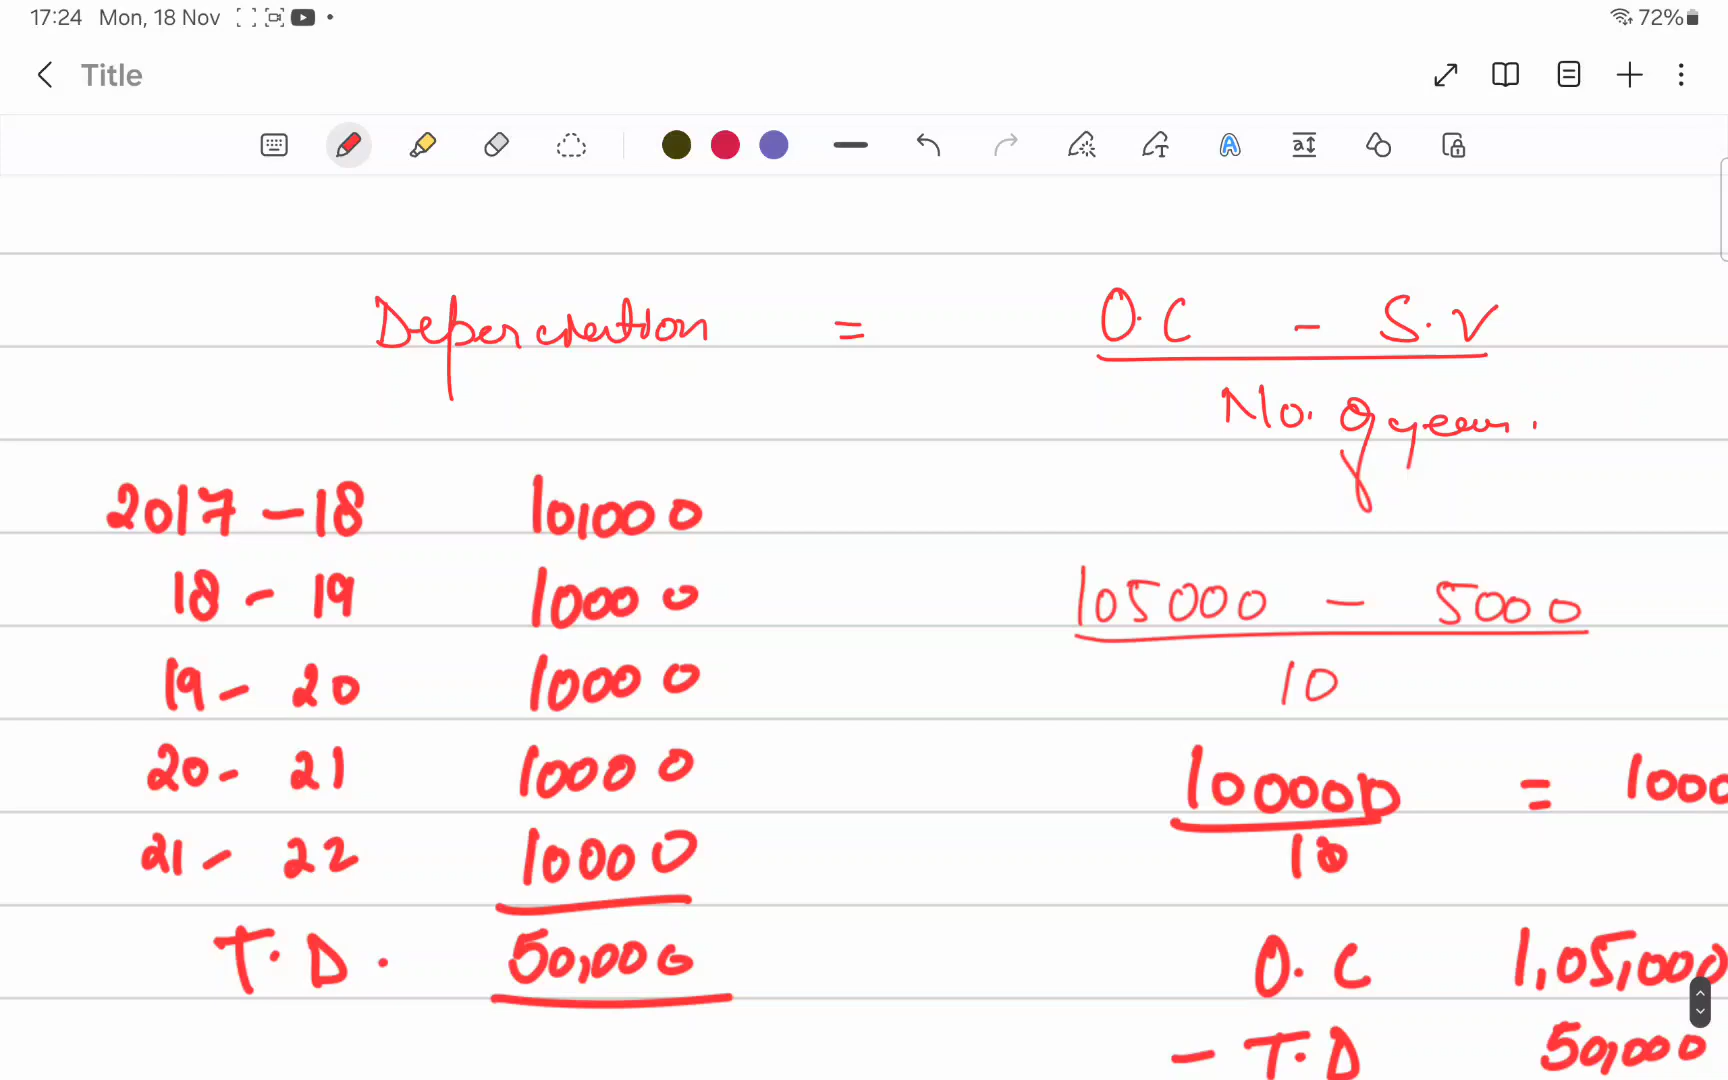 17:24 Mon, 18 Nov 72%
Title
Depereciation = O.C - S.V
No. of year.
2017-18 10,000
18 - 19 10000
105000 - 5000
19 - 20 10000
10
20 - 21 10000
100000 = 1000
10
21 - 22 10000
T.D. 50,000
O.C 1,05,000
- T.D 50,000